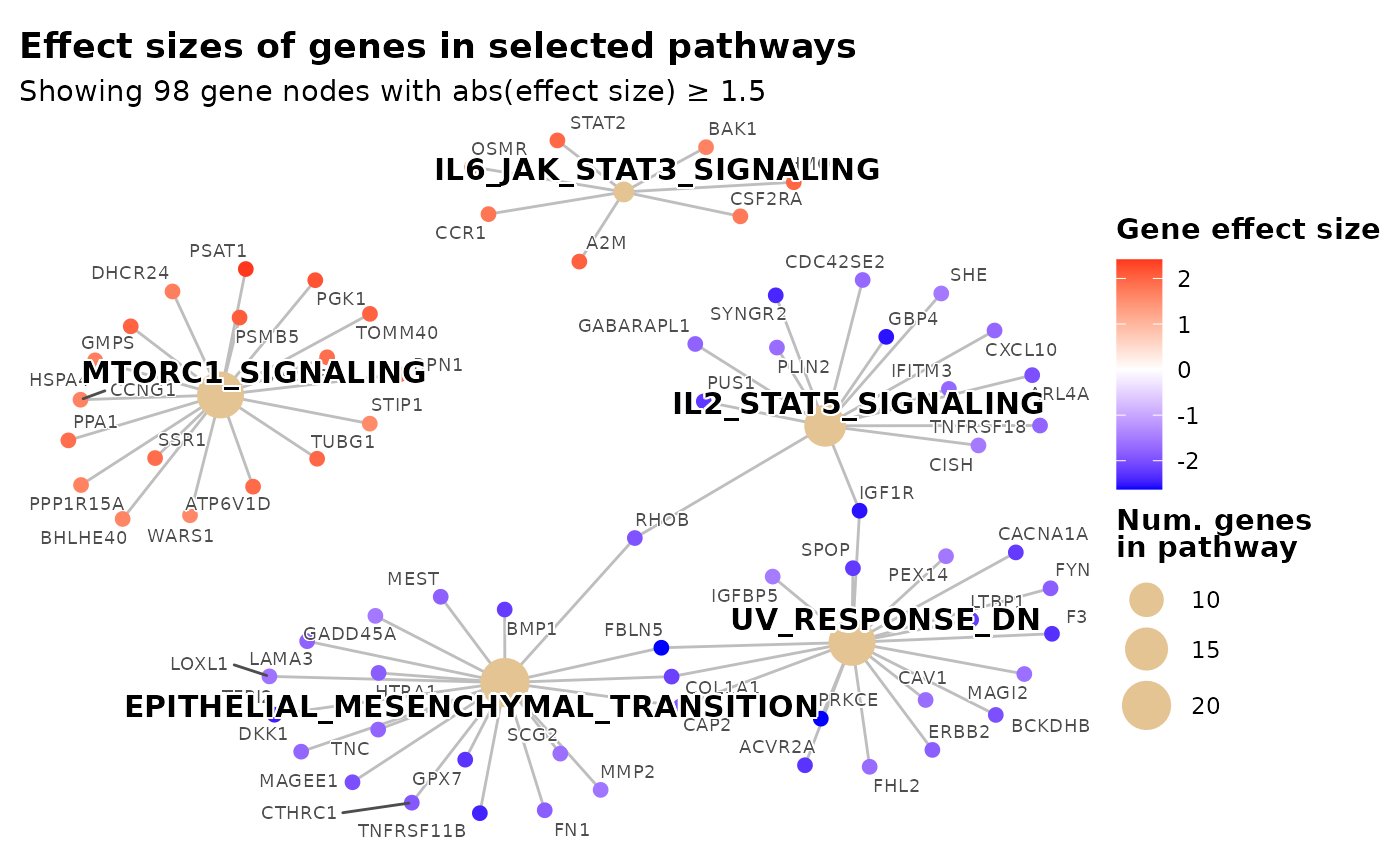 Effect sizes of genes in selected pathways
Showing 98 gene nodes with abs(effect size) ≥ 1.5
STAT2
BAK1
OSMR
IL6_JAK_STAT3_SIGNALING
CSF2RA
CCR1
A2M
PSAT1
DHCR24
PGK1
TOMM40
PSMB5
GMPS
MTORC1_SIGNALING
CCNG1
STIP1
PPA1
SSR1
TUBG1
PPP1R15A
ATP6V1D
BHLHE40
WARS1
CDC42SE2
SHE
SYNGR2
GBP4
GABARAPL1
CXCL10
PLIN2
IFITM3
PUS1
IL2_STAT5_SIGNALING
TNFRSF18
CISH
IGF1R
RHOB
SPOP
CACNA1A
PEX14
FYN
IGFBP5
LTBP1
F3
UV_RESPONSE_DN
MEST
BMP1
FBLN5
GADD45A
LAMA3
LOXL1
COL1A1
CAV1
MAGI2
PRKCE
EPITHELIAL_MESENCHYMAL_TRANSITION
CAP2
BCKDHB
ERBB2
DKK1
TNC
SCG2
ACVR2A
MAGEE1
GPX7
MMP2
FHL2
CTHRC1
TNFRSF11B
FN1
Gene effect size
2
1
0
-1
-2
Num. genes
in pathway
10
15
20